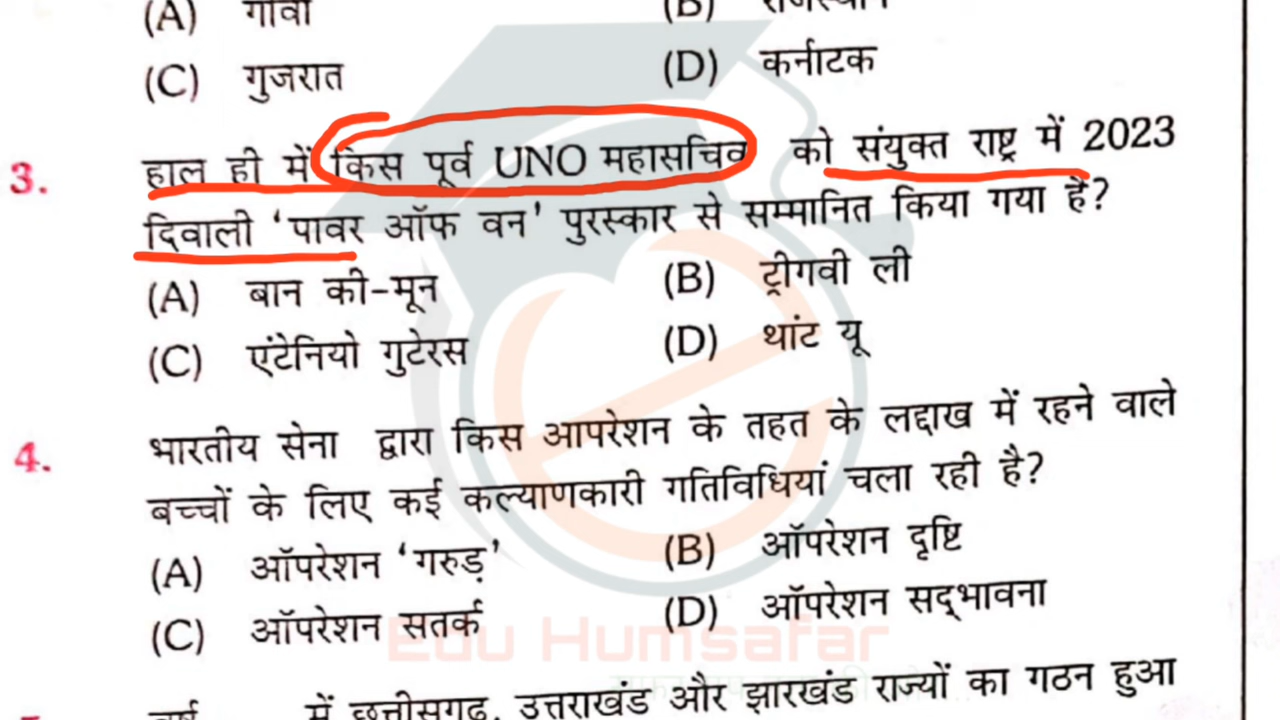 (A) गोवा (B) राजस्थान
(C) गुजरात (D) कर्नाटक
3. हाल ही में किस पूर्व UNO महासचिव को संयुक्त राष्ट्र में 2023
दिवाली ‘पावर ऑफ वन’ पुरस्कार से सम्मानित किया गया है?
(A) बान की-मून (B) ट्रीगवी ली
(C) एंटेनियो गुटेरस (D) थांट यू
4. भारतीय सेना द्वारा किस आपरेशन के तहत के लद्दाख में रहने वाले
बच्चों के लिए कई कल्याणकारी गतिविधियां चला रही है?
(A) ऑपरेशन ‘गरुड़’ (B) ऑपरेशन दृष्टि
(C) ऑपरेशन सतर्क (D) ऑपरेशन सद्भावना
Edu Humsafar
वर्ष में छत्तीसगढ़, उत्तराखंड और झारखंड राज्यों का गठन हुआ